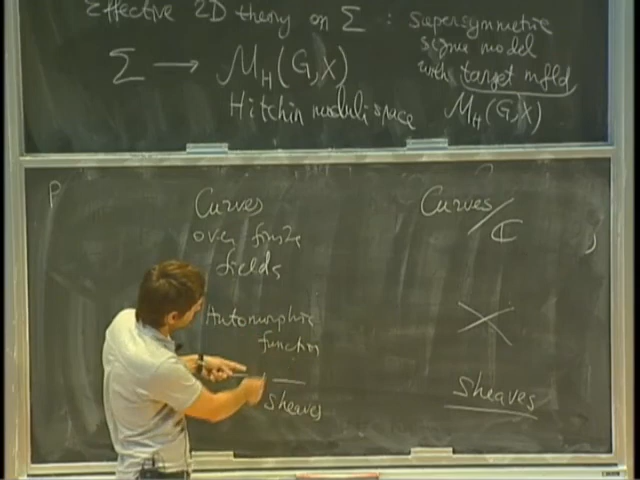 Effective 2D theory on Σ : supersymmetric
sigma model
with target mfld
Σ → M_H(G,X)
Hitchin moduli space
M_H(G,X)
P
Curves
over finite
fields
Curves/ℂ
Automorphic
function
sheaves
sheaves